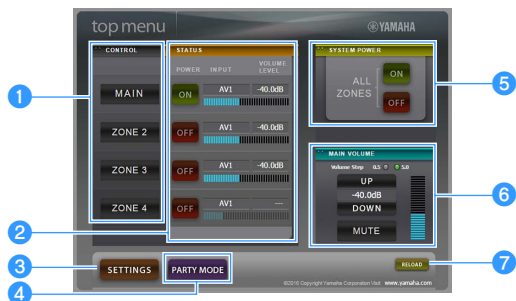 top menu
YAMAHA
CONTROL
STATUS
SYSTEM POWER
POWER INPUT VOLUME LEVEL
1
MAIN
ON
AV1
-40.0dB
ZONE 2
OFF
AV1
-40.0dB
ZONE 3
OFF
AV1
-40.0dB
ZONE 4
OFF
AV1
---
2
ALL ZONES
ON
OFF
5
MAIN VOLUME
Volume Step 0.5 5.0
UP
-40.0dB
DOWN
MUTE
6
3
SETTINGS
PARTY MODE
4
RELOAD
7
©2010 Copyright Yamaha Corporation Visit www.yamaha.com